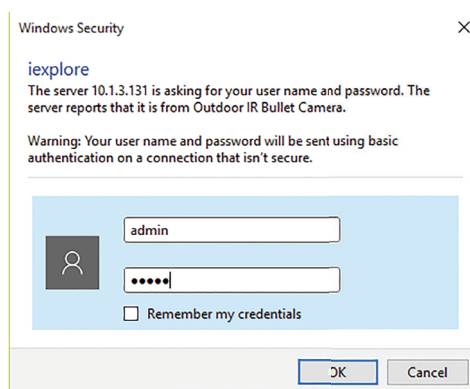 Windows Security
iexplore
The server 10.1.3.131 is asking for your user name and password. The
server reports that it is from Outdoor IR Bullet Camera.
Warning: Your user name and password will be sent using basic
authentication on a connection that isn't secure.
admin
●●●●●
Remember my credentials
OK Cancel